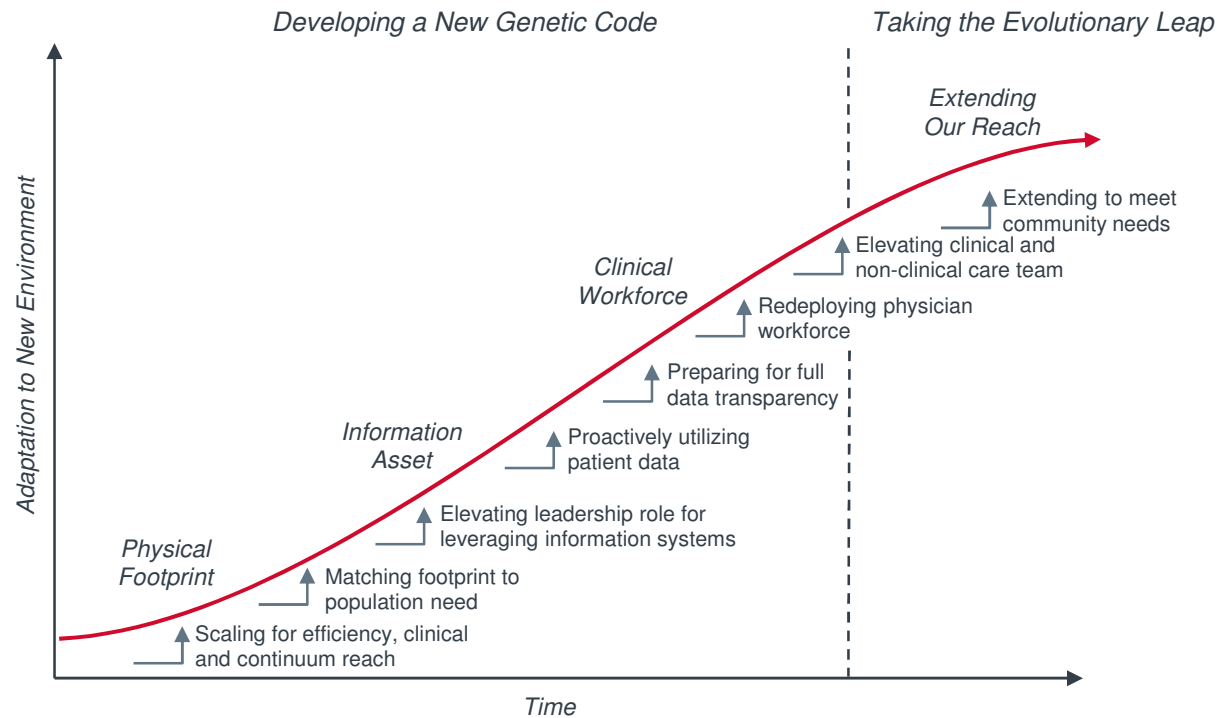 Developing a New Genetic Code
Taking the Evolutionary Leap
Extending
Our Reach
Extending to meet
community needs
Elevating clinical and
non-clinical care team
Clinical
Workforce
Redeploying physician
workforce
Preparing for full
data transparency
Information
Asset
Proactively utilizing
patient data
Elevating leadership role for
leveraging information systems
Physical
Footprint
Matching footprint to
population need
Scaling for efficiency, clinical
and continuum reach
Adaptation to New Environment
Time